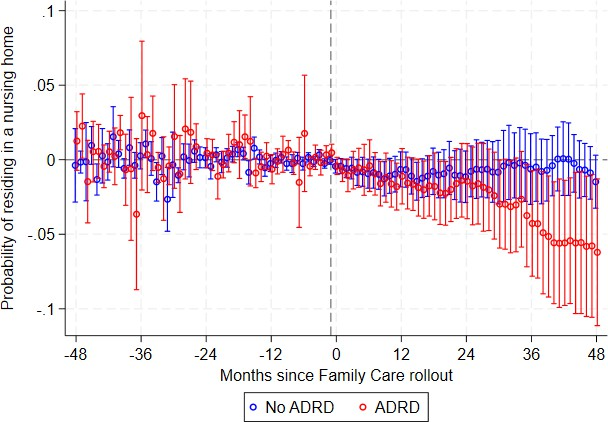 Probability of residing in a nursing home
.1
.05
0
-.05
-.1
-48 -36 -24 -12 0 12 24 36 48
Months since Family Care rollout
No ADRD ADRD